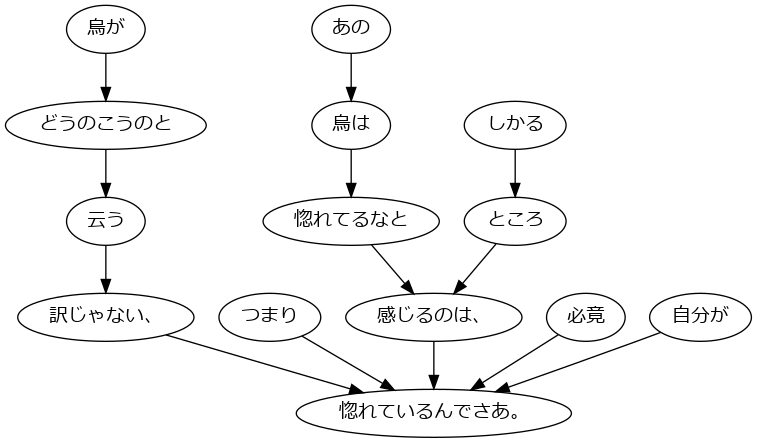 烏が
あの
どうのこうのと
烏は
しかる
云う
惚れてるなと
ところ
訳じゃない、
つまり
感じるのは、
必竟
自分が
惚れているんでさあ。